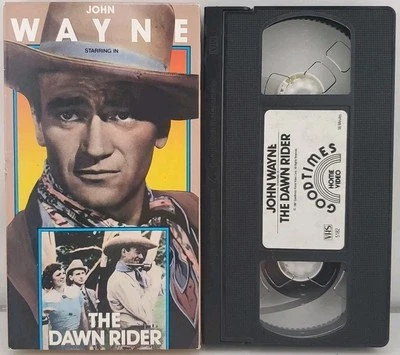 JOHN
WAYNE
STARRING IN
THE
DAWN RIDER
JOHN WAYNE
THE DAWN RIDER
GOODTIMES
HOME
VIDEO
VHS